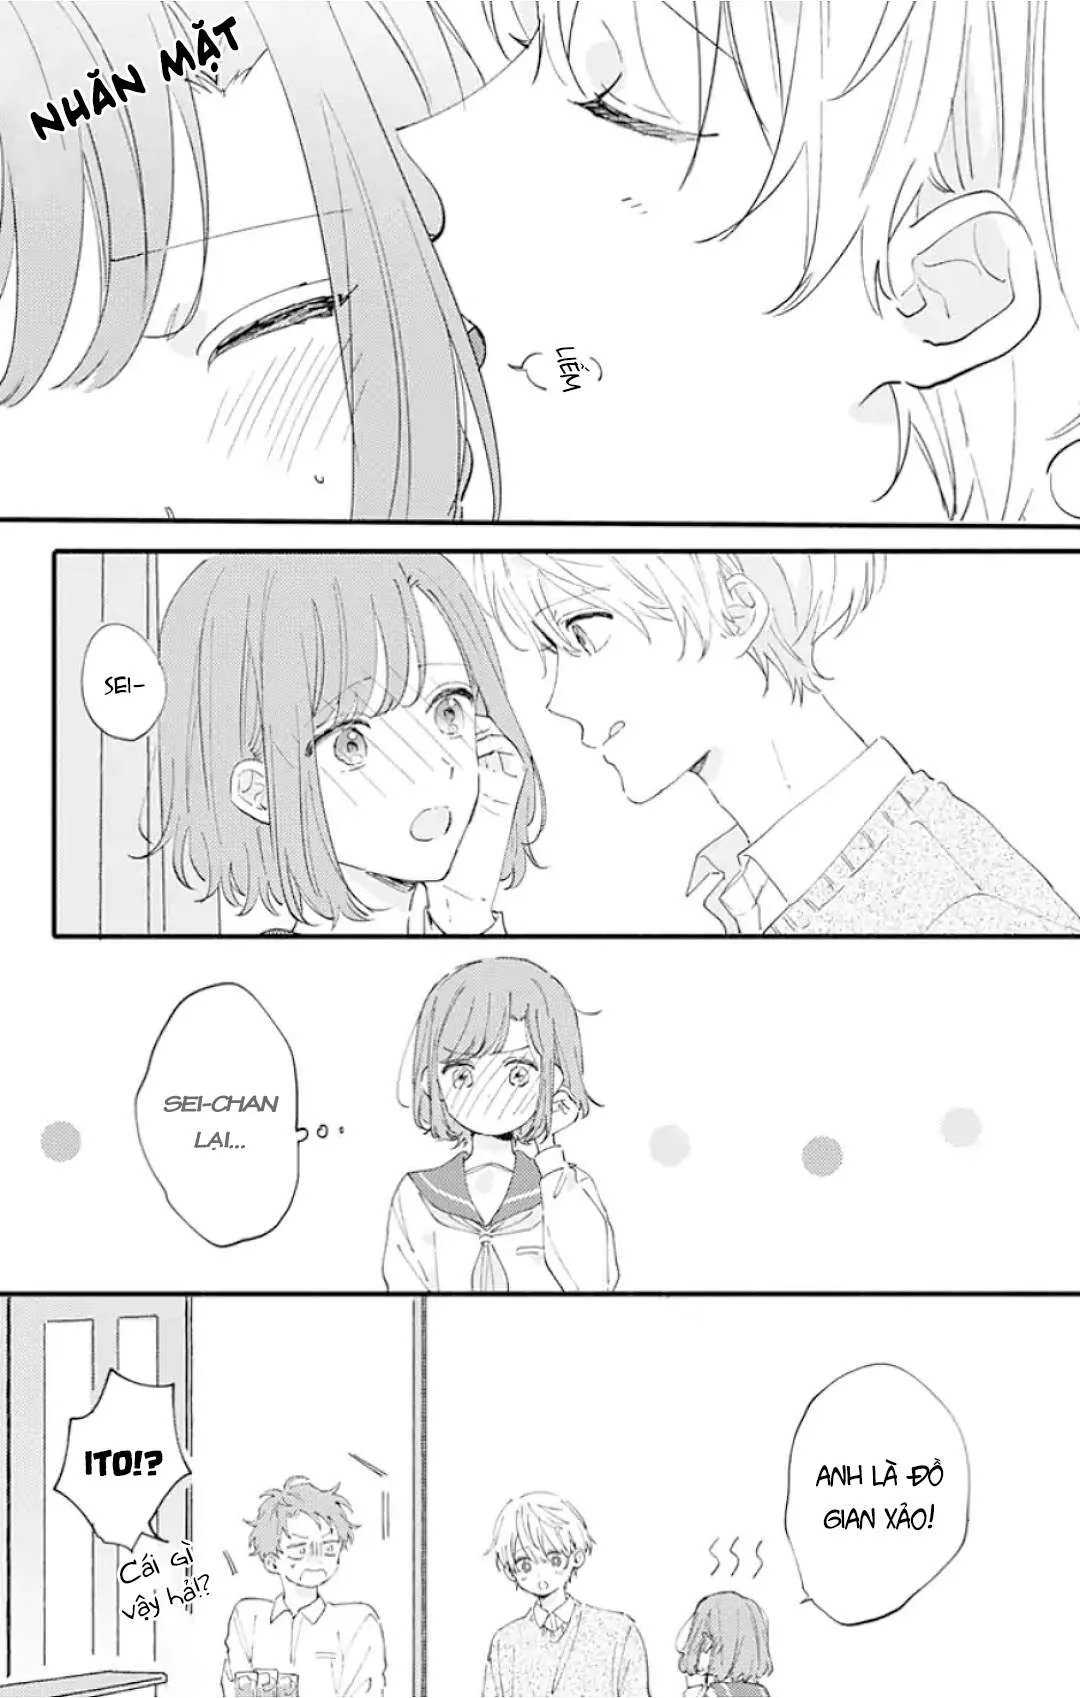 NHĂN MẶT
LIẾM
SEI-
SEI-CHAN
LẠI...
ANH LÀ ĐỒ
GIAN XẢO!
ITO!?
Cái gì
vậy hả!?